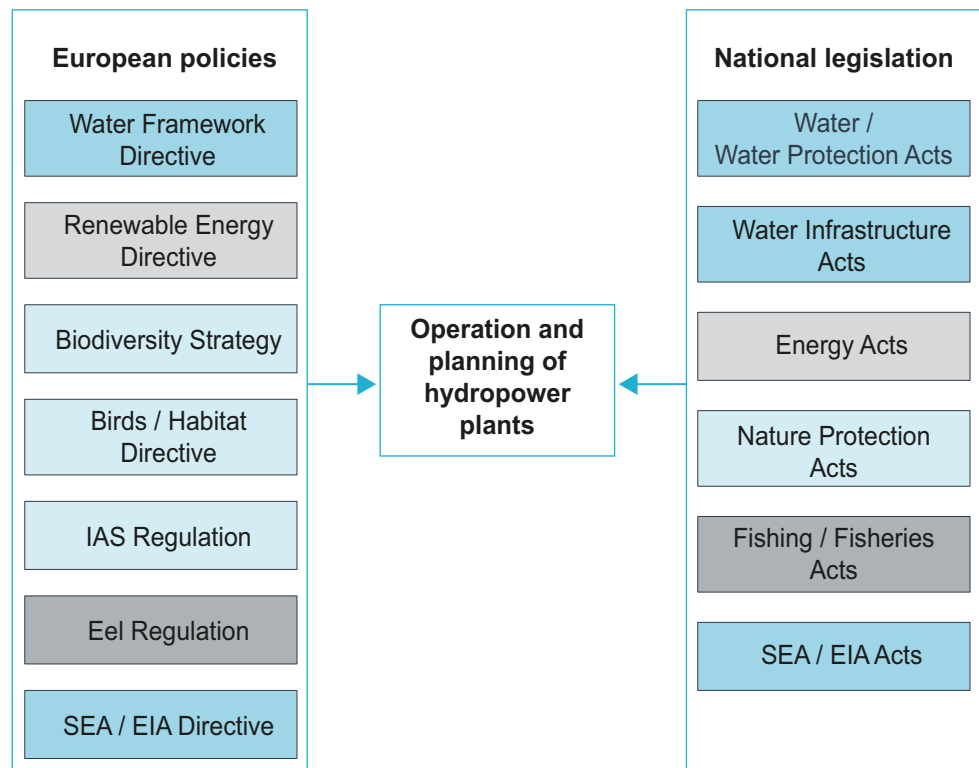 European policies
Water Framework
Directive
Renewable Energy
Directive
Biodiversity Strategy
Birds / Habitat
Directive
IAS Regulation
Eel Regulation
SEA / EIA Directive
Operation and
planning of
hydropower
plants
National legislation
Water /
Water Protection Acts
Water Infrastructure
Acts
Energy Acts
Nature Protection
Acts
Fishing / Fisheries
Acts
SEA / EIA Acts